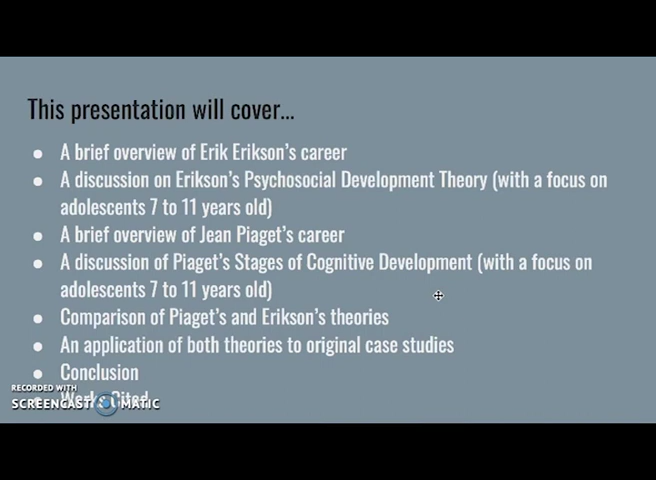 This presentation will cover...
● A brief overview of Erik Erikson's career
● A discussion on Erikson's Psychosocial Development Theory (with a focus on
adolescents 7 to 11 years old)
● A brief overview of Jean Piaget's career
● A discussion of Piaget's Stages of Cognitive Development (with a focus on
adolescents 7 to 11 years old)
● Comparison of Piaget's and Erikson's theories
● An application of both theories to original case studies
● Conclusion
● Works Cited
RECORDED WITH
SCREENCAST MATIC